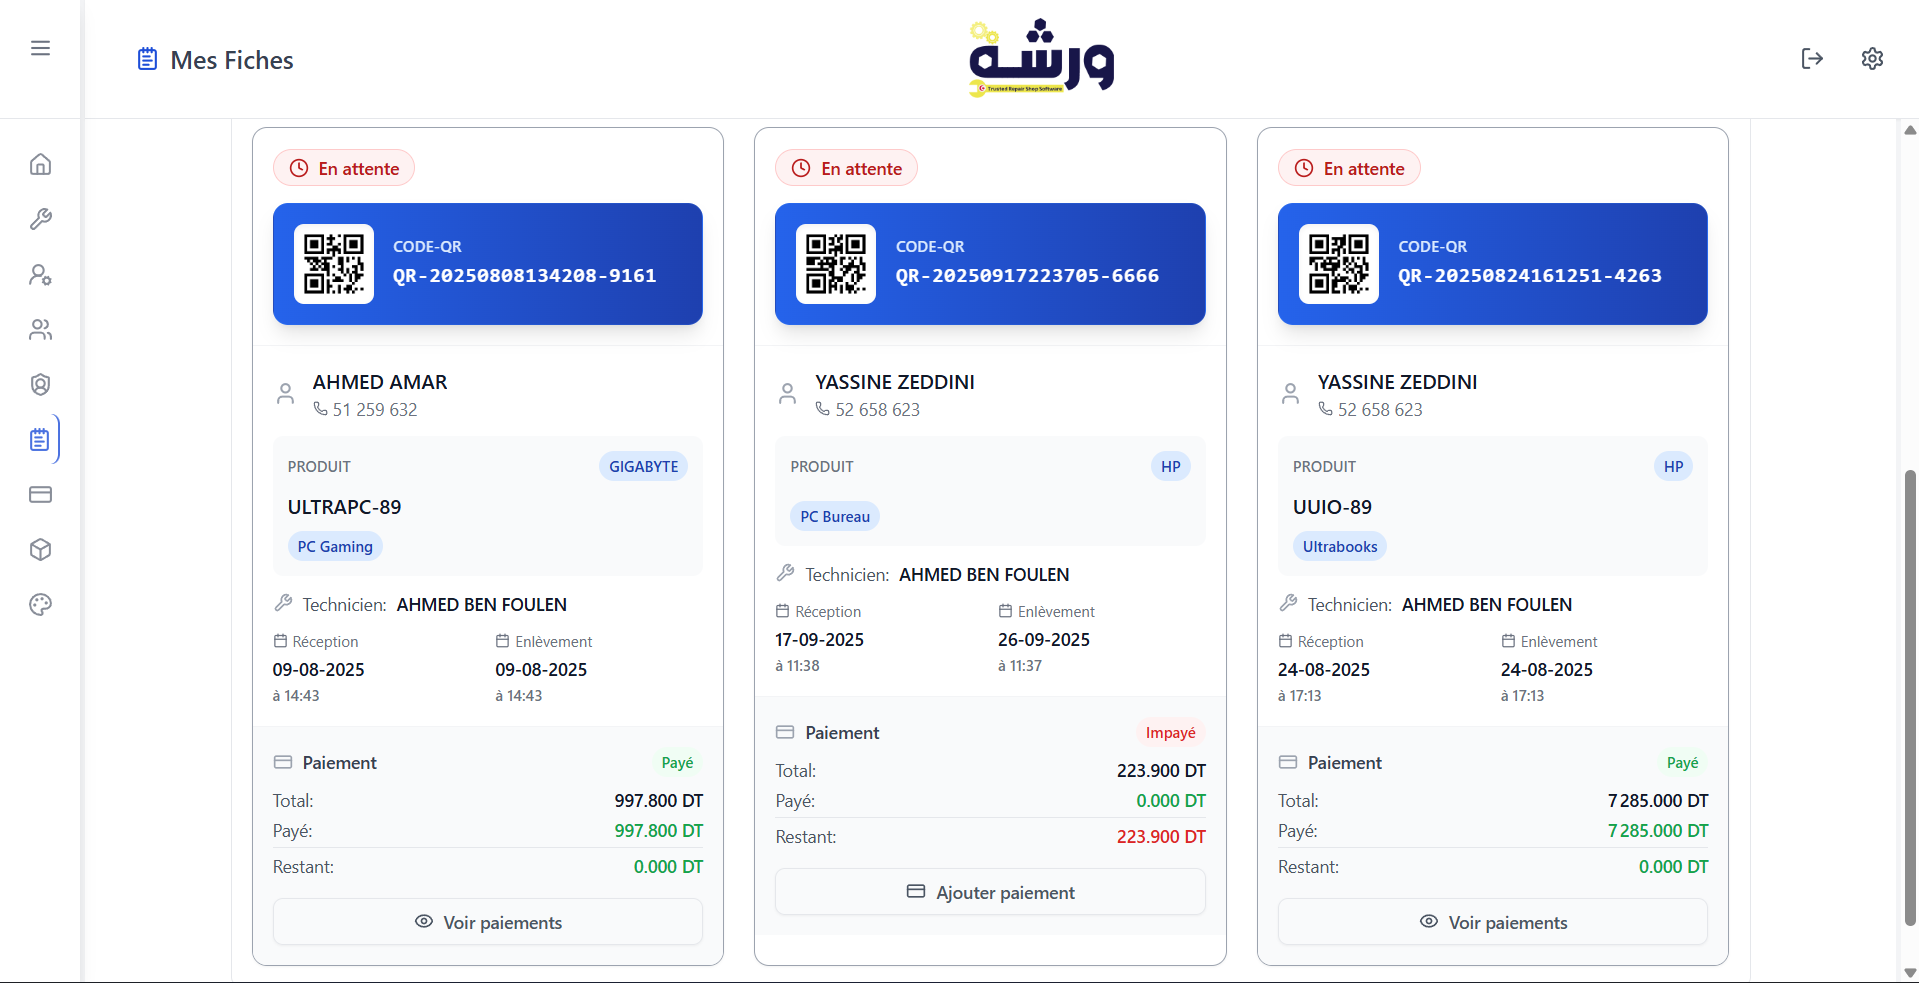 Mes Fiches
ورشة
Trusted Repair Shop Software
En attente
CODE-QR
QR-20250808134208-9161
AHMED AMAR
51 259 632
PRODUIT
GIGABYTE
ULTRAPC-89
PC Gaming
Technicien: AHMED BEN FOULEN
Réception
Enlèvement
09-08-2025
09-08-2025
à 14:43
à 14:43
Paiement
Payé
Total:
997.800 DT
Payé:
997.800 DT
Restant:
0.000 DT
Voir paiements
En attente
CODE-QR
QR-20250917223705-6666
YASSINE ZEDDINI
52 658 623
PRODUIT
HP
PC Bureau
Technicien: AHMED BEN FOULEN
Réception
Enlèvement
17-09-2025
26-09-2025
à 11:38
à 11:37
Paiement
Impayé
Total:
223.900 DT
Payé:
0.000 DT
Restant:
223.900 DT
Ajouter paiement
En attente
CODE-QR
QR-20250824161251-4263
YASSINE ZEDDINI
52 658 623
PRODUIT
HP
UUIO-89
Ultrabooks
Technicien: AHMED BEN FOULEN
Réception
Enlèvement
24-08-2025
24-08-2025
à 17:13
à 17:13
Paiement
Payé
Total:
7 285.000 DT
Payé:
7 285.000 DT
Restant:
0.000 DT
Voir paiements